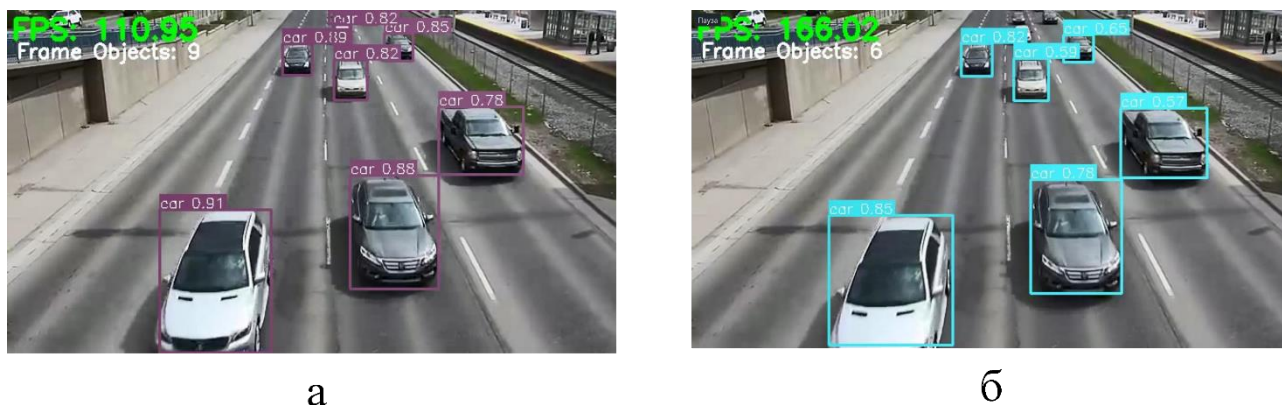 FPS: 110.95
Frame Objects: 9
car 0.82
car 0.85
car 0.89
car 0.82
car 0.78
car 0.88
car 0.91
Пауза
FPS: 166.02
Frame Objects: 6
car 0.65
car 0.82
car 0.59
car 0.57
car 0.78
car 0.85
а
б